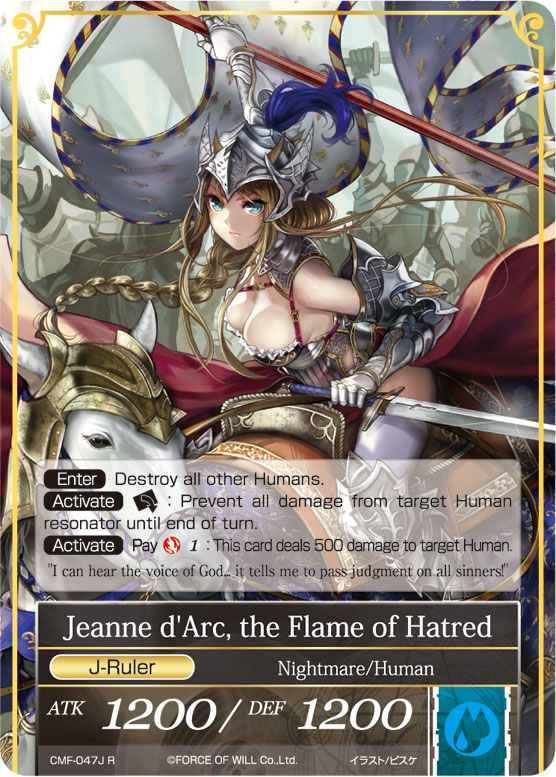 Enter Destroy all other Humans.
Activate : Prevent all damage from target Human
resonator until end of turn.
Activate Pay 1 : This card deals 500 damage to target Human.
"I can hear the voice of God... it tells me to pass judgment on all sinners!"
Jeanne d'Arc, the Flame of Hatred
J-Ruler Nightmare/Human
ATK 1200 / DEF 1200
CMF-047J R ©FORCE OF WILL Co.,Ltd. イラスト/ピスケ